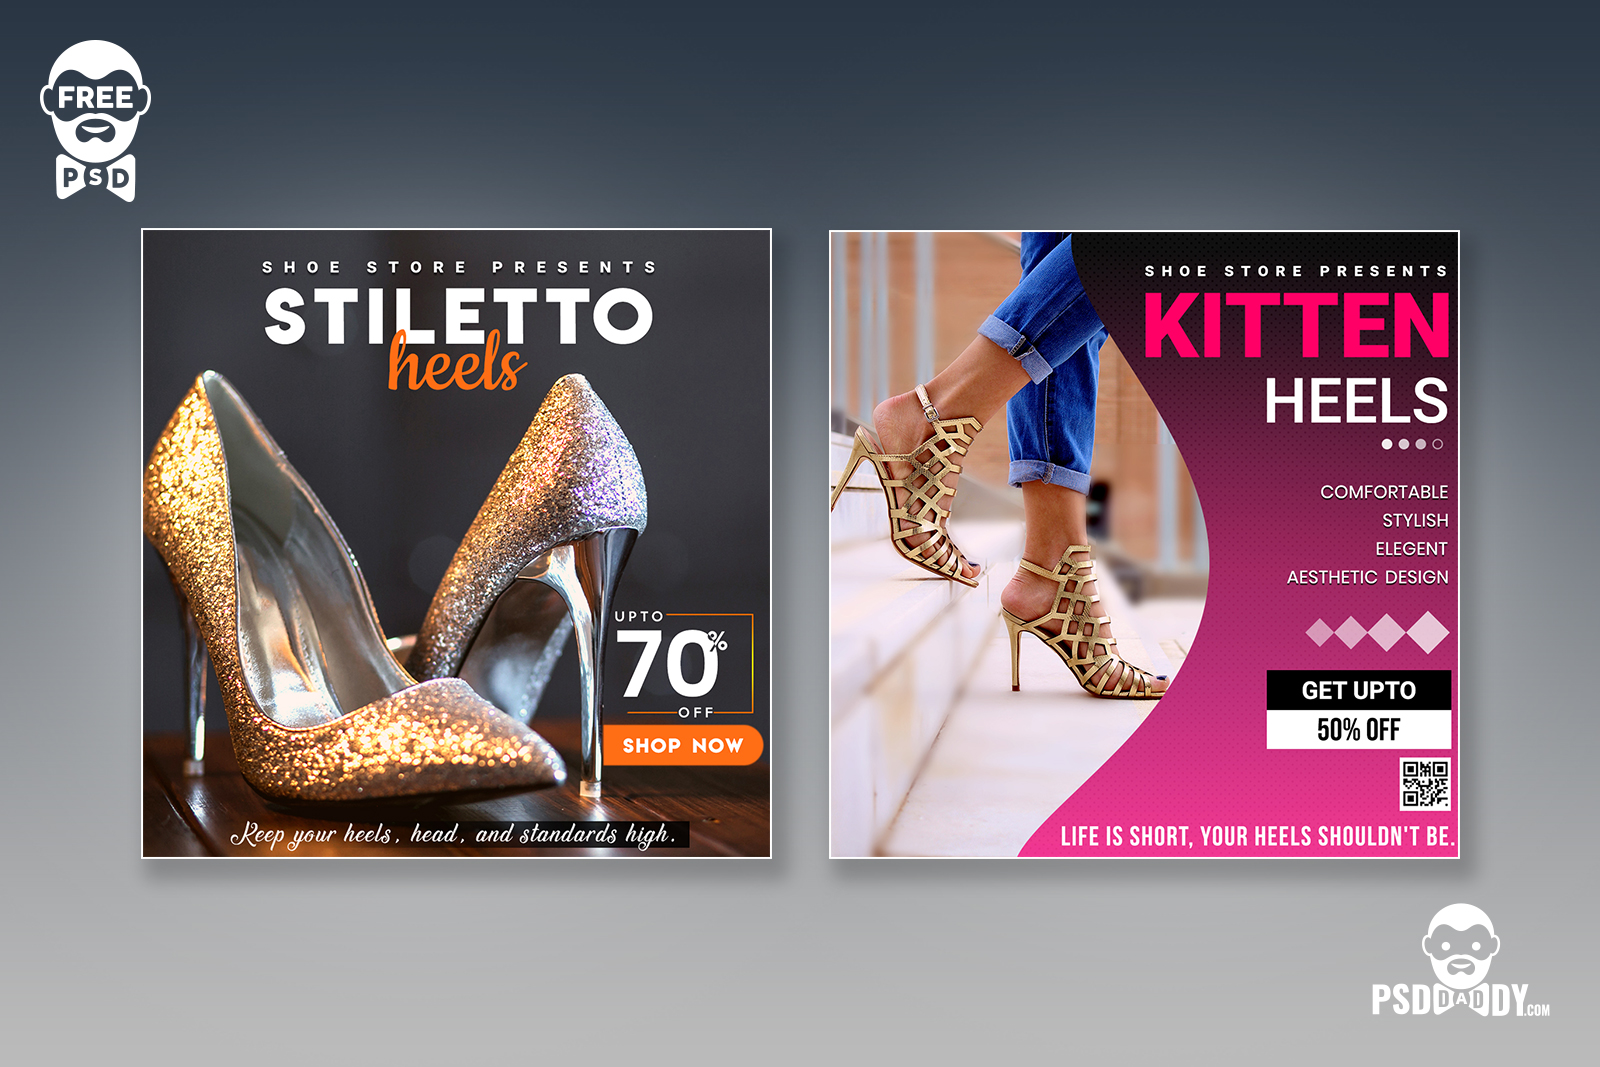 FREE
PSD
SHOE STORE PRESENTS
STILETTO
heels
UPTO
70%
OFF
SHOP NOW
Keep your heels, head, and standards high.
SHOE STORE PRESENTS
KITTEN
HEELS
COMFORTABLE
STYLISH
ELEGENT
AESTHETIC DESIGN
GET UPTO
50% OFF
LIFE IS SHORT, YOUR HEELS SHOULDN'T BE.
PSDDADDY.COM